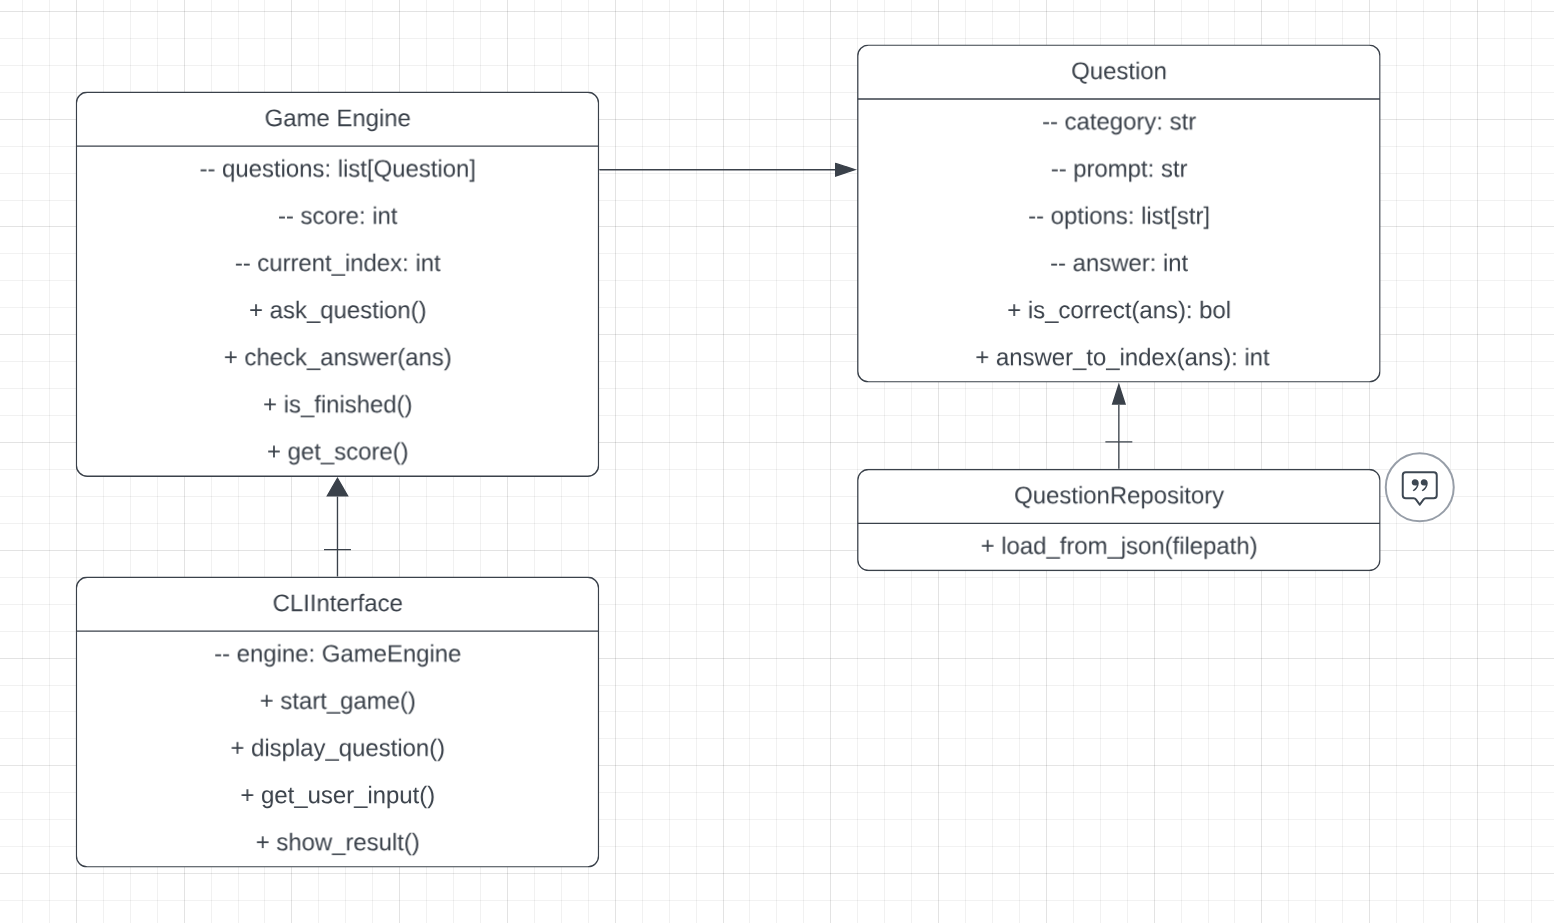 Game Engine
-- questions: list[Question]
-- score: int
-- current_index: int
+ ask_question()
+ check_answer(ans)
+ is_finished()
+ get_score()
Question
-- category: str
-- prompt: str
-- options: list[str]
-- answer: int
+ is_correct(ans): bol
+ answer_to_index(ans): int
QuestionRepository
+ load_from_json(filepath)
CLIInterface
-- engine: GameEngine
+ start_game()
+ display_question()
+ get_user_input()
+ show_result()